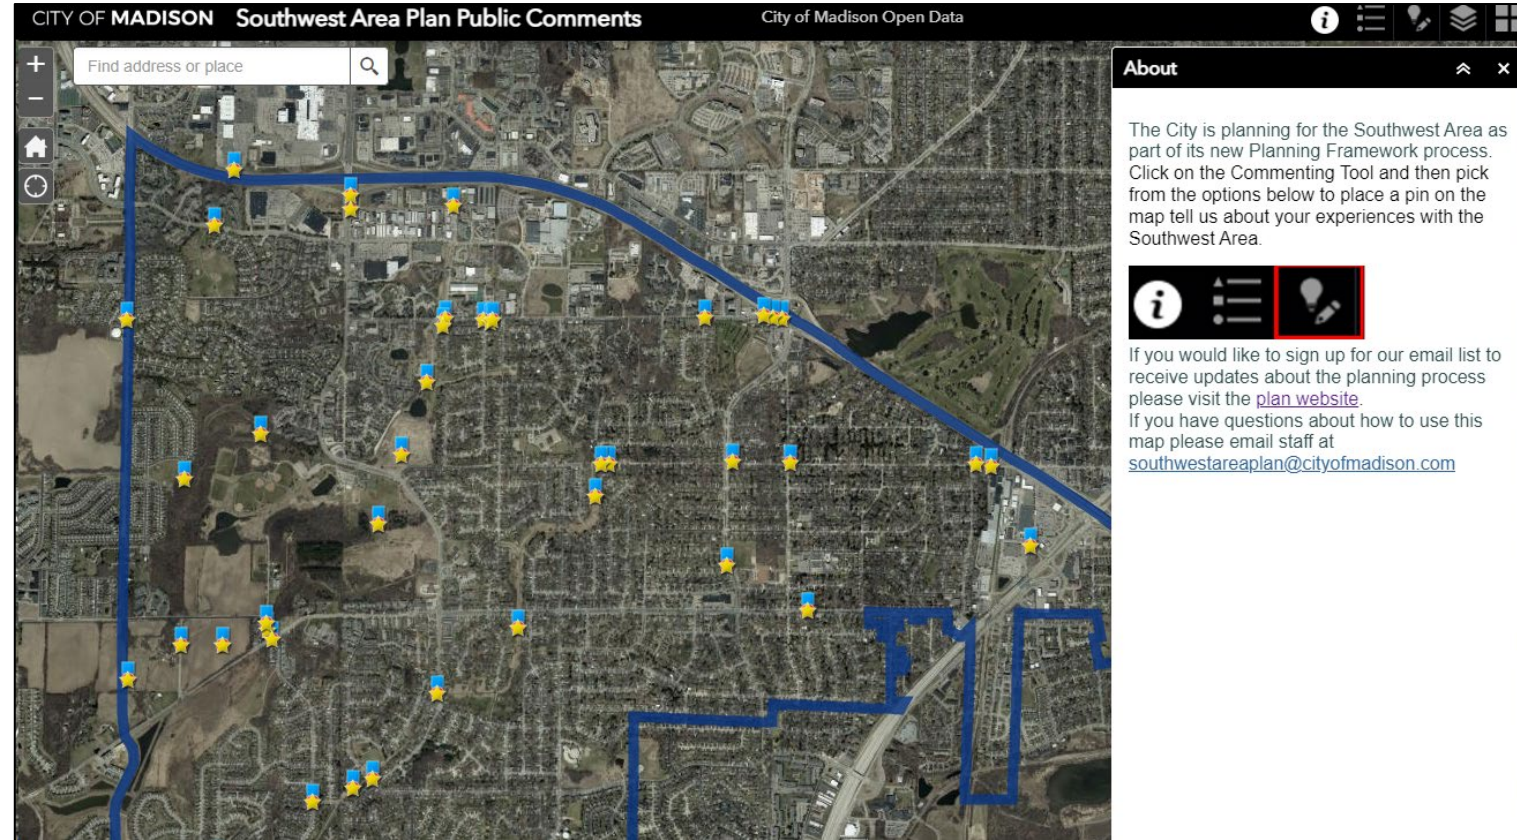 CITY OF MADISON Southwest Area Plan Public Comments City of Madison Open Data
Find address or place
About
The City is planning for the Southwest Area as
part of its new Planning Framework process.
Click on the Commenting Tool and then pick
from the options below to place a pin on the
map tell us about your experiences with the
Southwest Area.
If you would like to sign up for our email list to
receive updates about the planning process
please visit the plan website.
If you have questions about how to use this
map please email staff at
southwestareaplan@cityofmadison.com